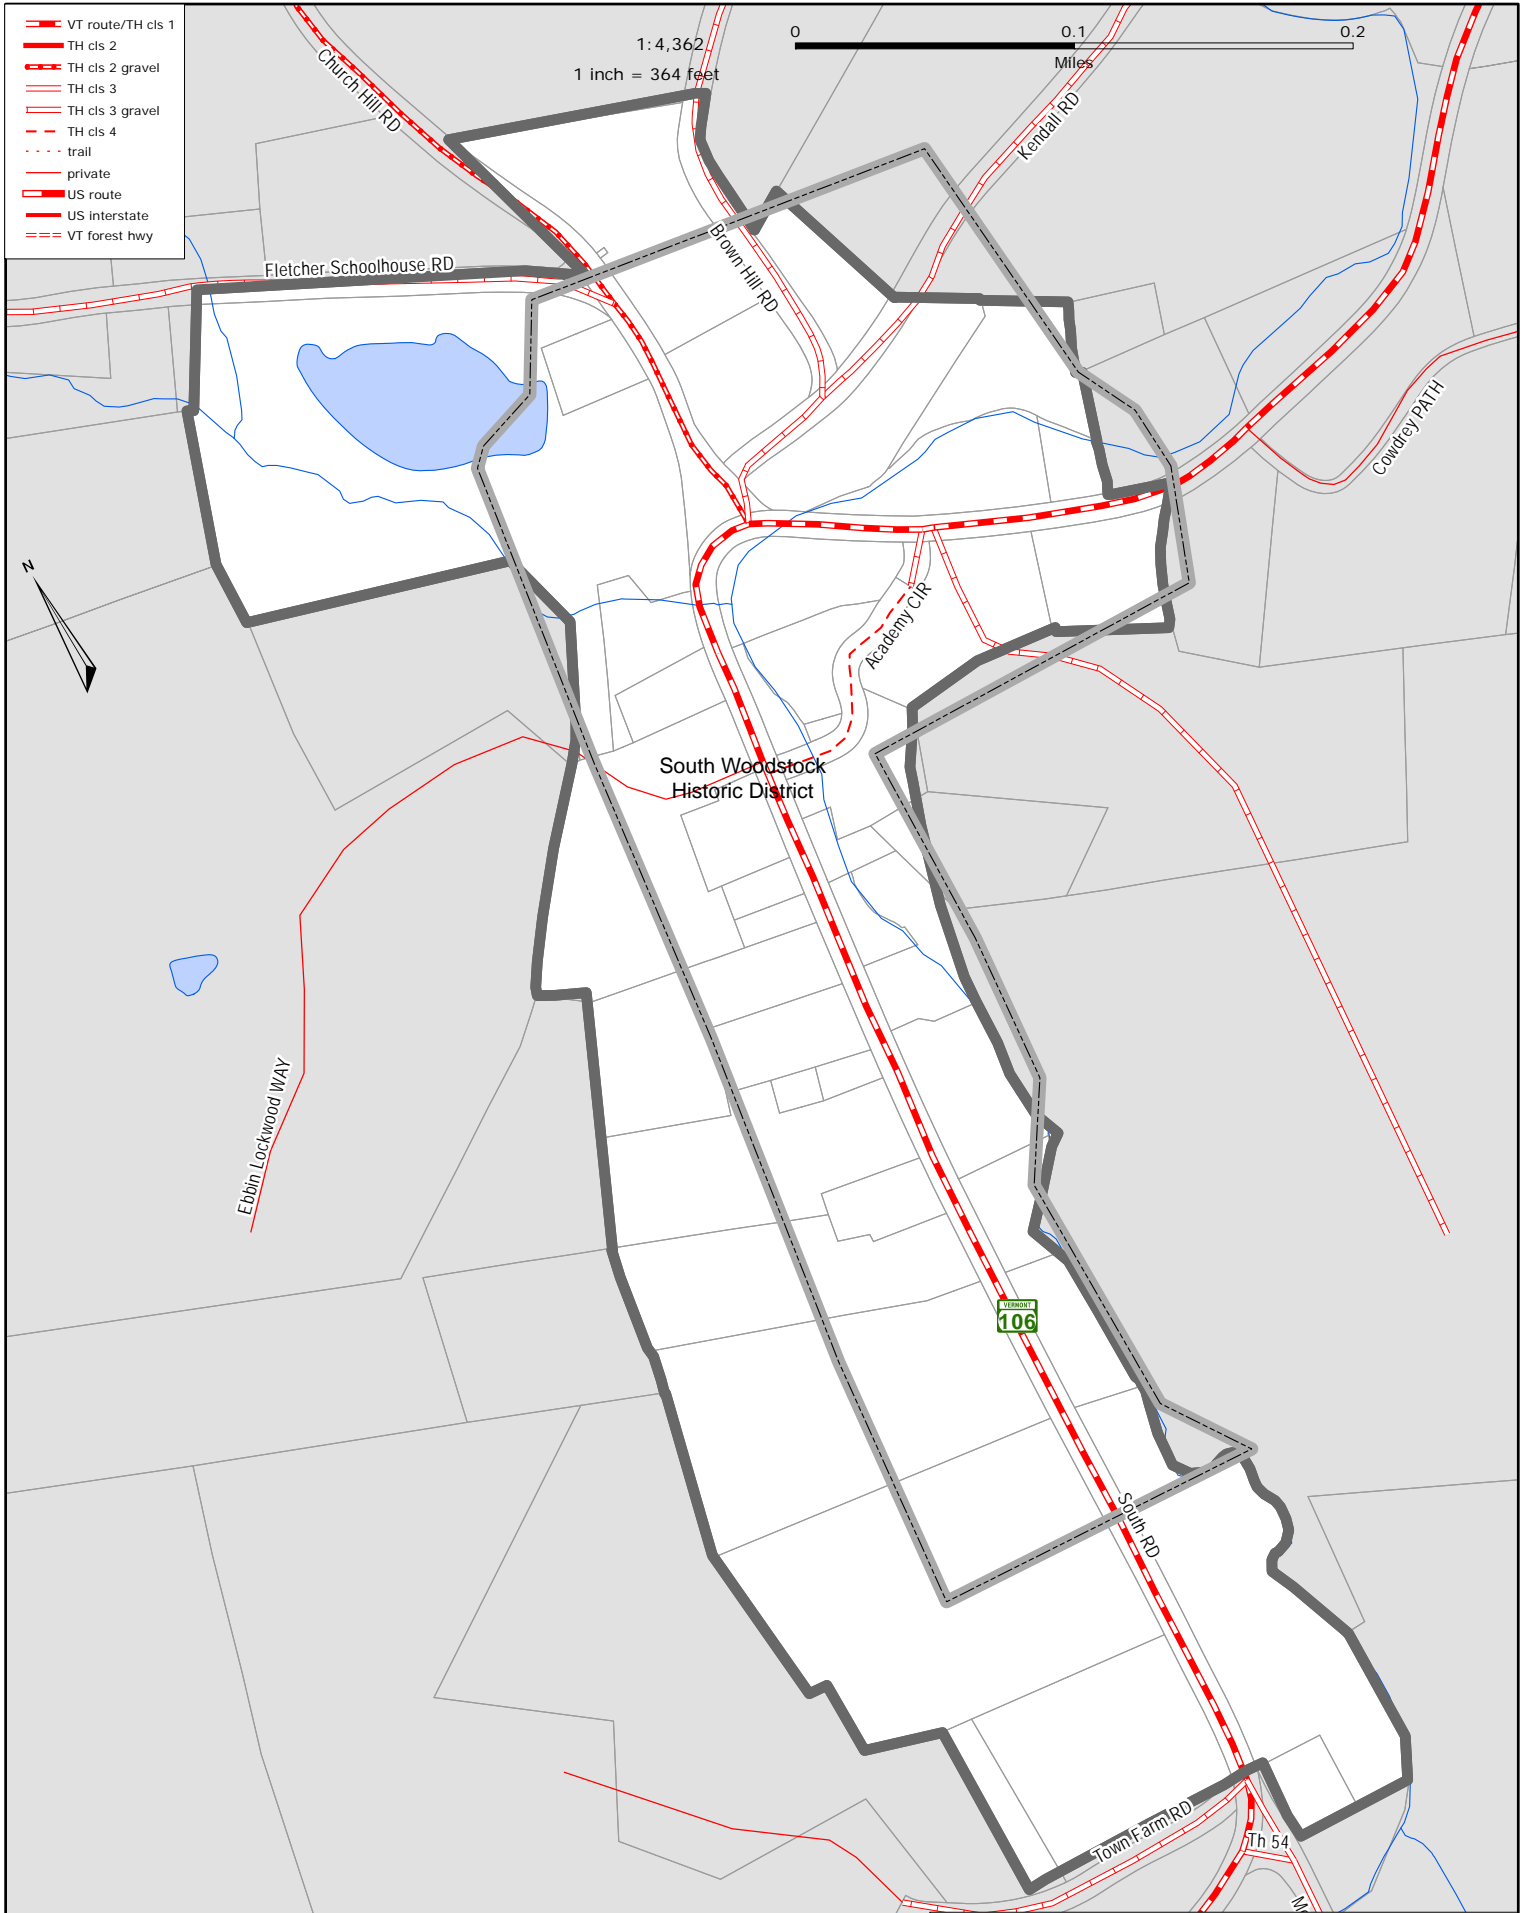 VT route/TH cls 1
TH cls 2
TH cls 2 gravel
TH cls 3
TH cls 3 gravel
TH cls 4
trail
private
US route
US interstate
VT forest hwy
1:4,362
1 inch = 364 feet
0
0.1
0.2
Miles
Church Hill RD
Kendall RD
Brown Hill RD
Fletcher Schoolhouse RD
Cowdrey PATH
N
Academy CIR
South Woodstock
Historic District
Ebbin Lockwood WAY
VERMONT
106
South RD
Town Farm RD
Th 54